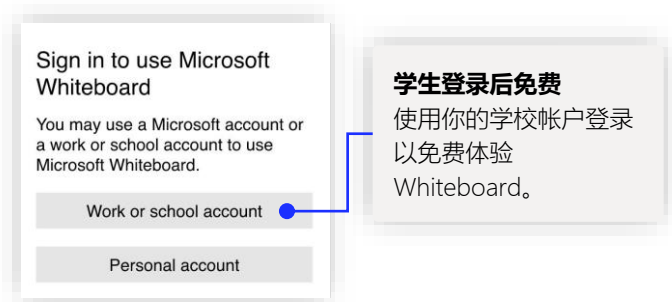 Sign in to use Microsoft
Whiteboard
You may use a Microsoft account or
a work or school account to use
Microsoft Whiteboard.
Work or school account
Personal account
学生登录后免费
使用你的学校帐户登录
以免费体验
Whiteboard。